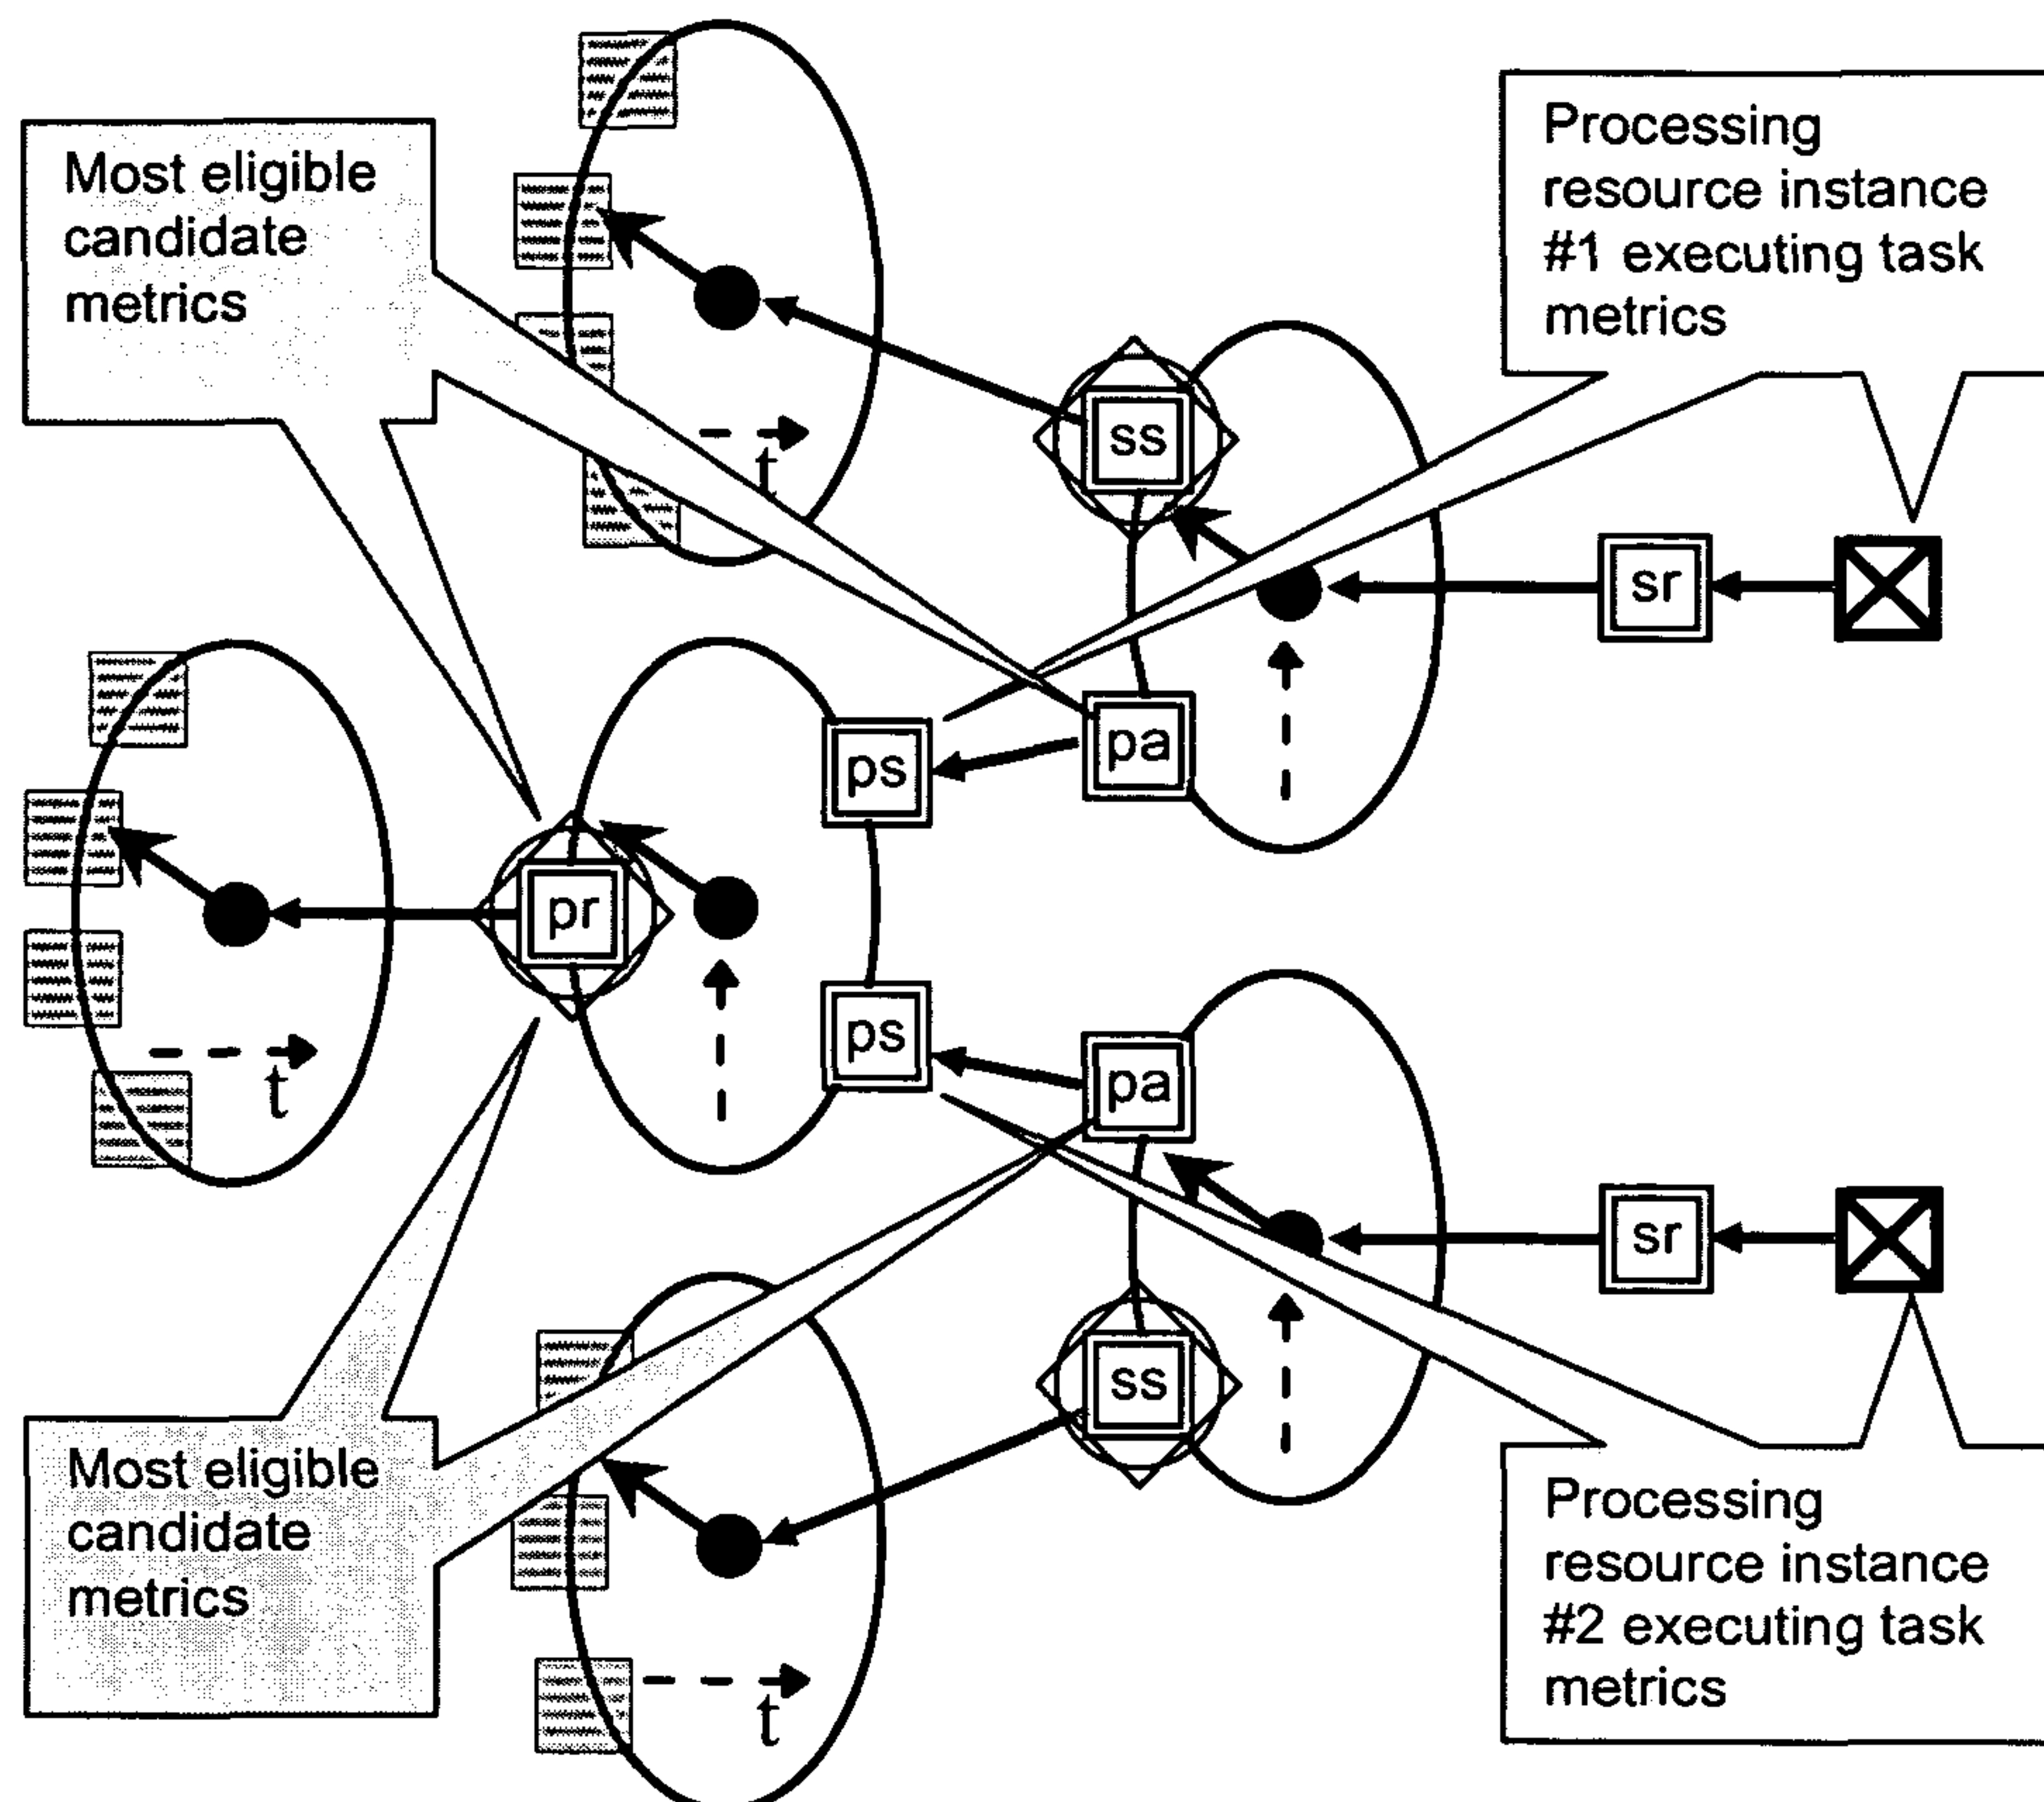 Most eligible
candidate
metrics
Processing
resource instance
#1 executing task
metrics
t
ss
sr
pa
ps
pr
t
ps
pa
sr
ss
Most eligible
candidate
metrics
t
Processing
resource instance
#2 executing task
metrics